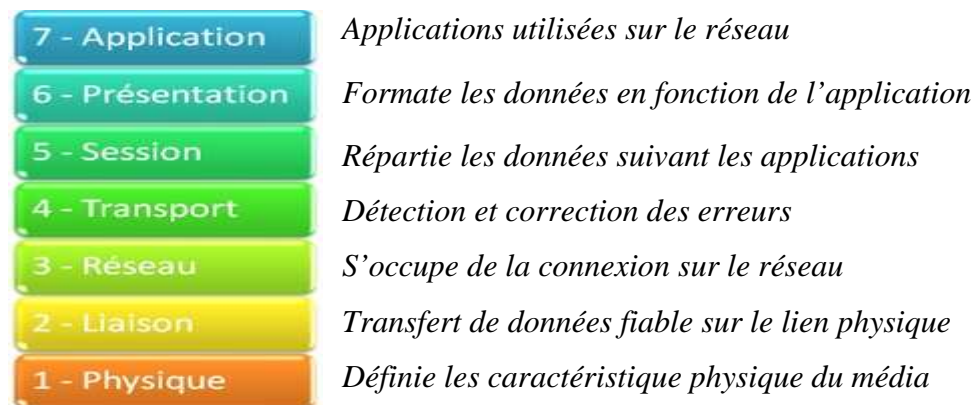 7 - Application Applications utilisées sur le réseau
6 - Présentation Formate les données en fonction de l'application
5 - Session Répartie les données suivant les applications
4 - Transport Détection et correction des erreurs
3 - Réseau S'occupe de la connexion sur le réseau
2 - Liaison Transfert de données fiable sur le lien physique
1 - Physique Définie les caractéristique physique du média